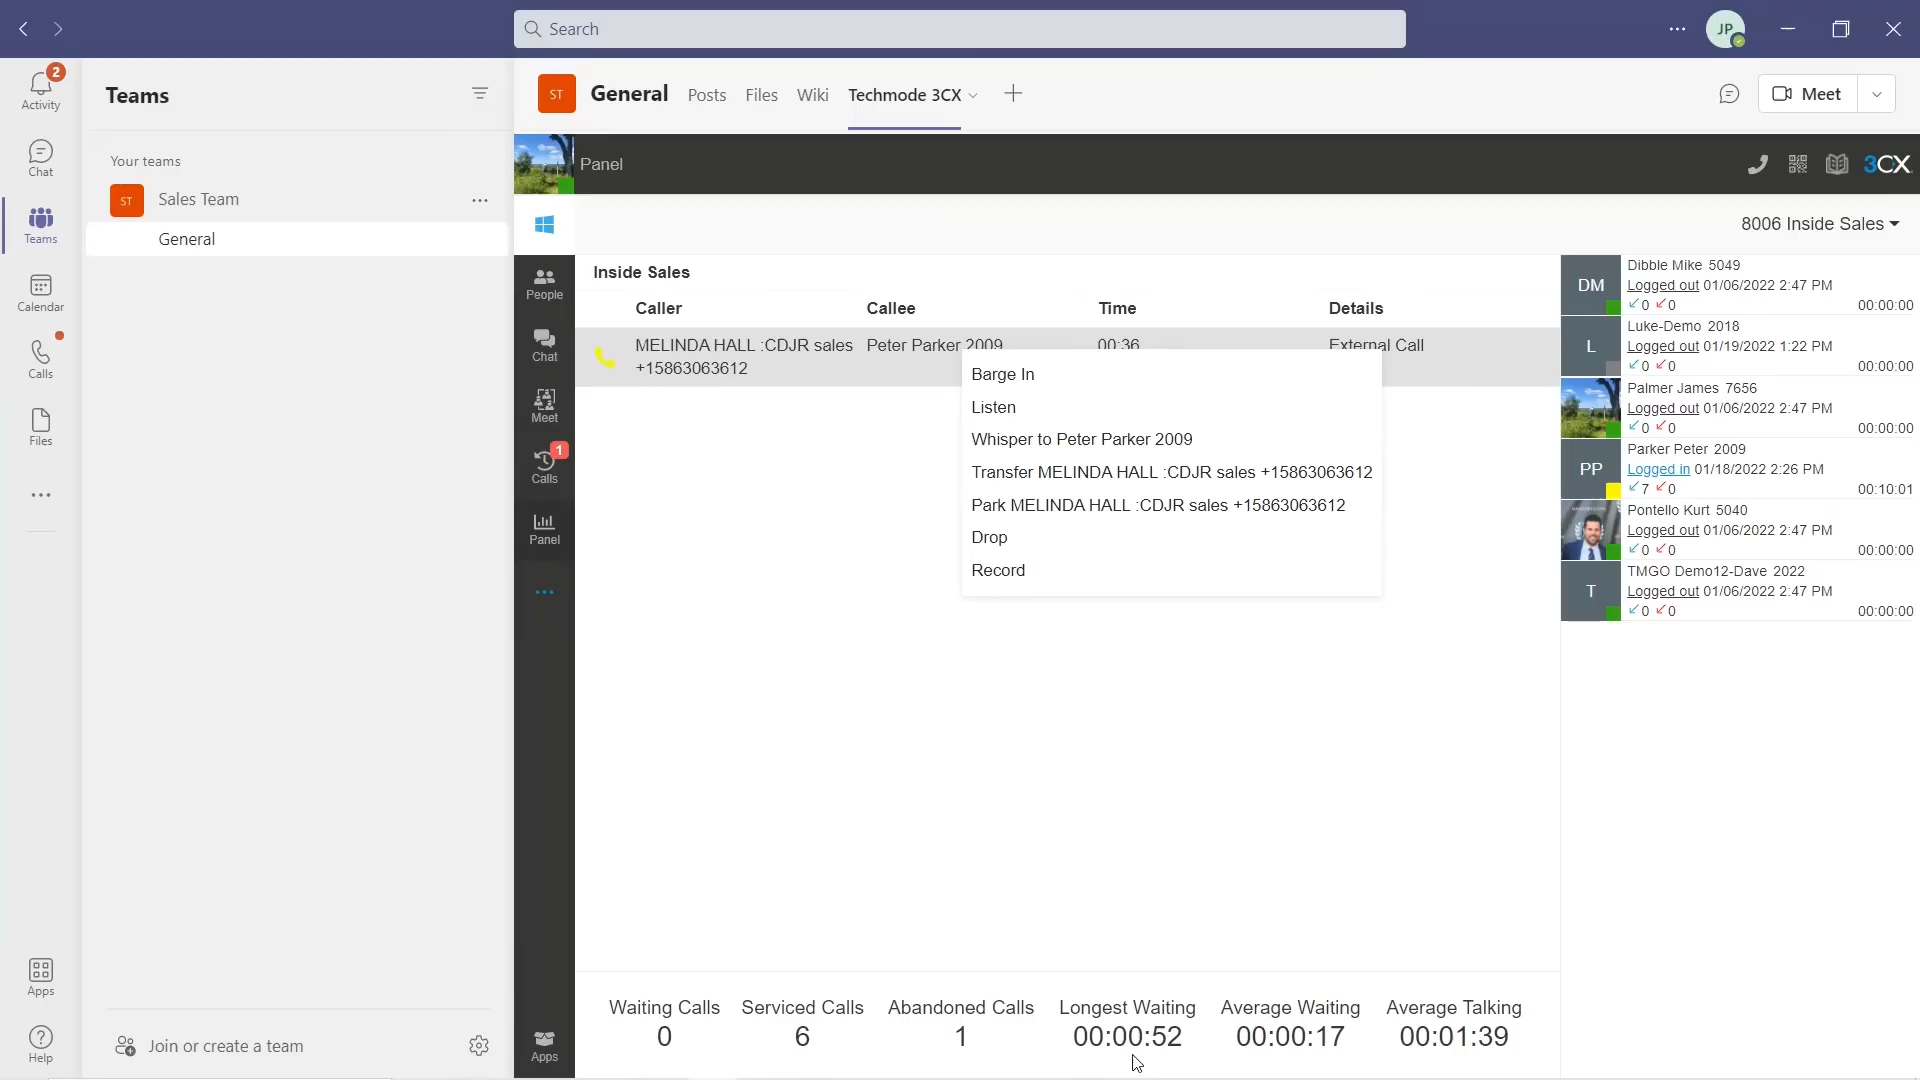 Search
JP
2
Activity
Chat
Teams
Calendar
Calls
Files
Apps
Help
Teams
Your teams
ST
Sales Team
General
Join or create a team
ST
General
Posts
Files
Wiki
Techmode 3CX
Meet
Panel
3CX
8006 Inside Sales
People
Chat
Meet
1
Calls
Panel
Apps
Inside Sales
Caller Callee Time Details
MELINDA HALL :CDJR sales Peter Parker 2009 00:36 External Call
+15863063612
Barge In
Listen
Whisper to Peter Parker 2009
Transfer MELINDA HALL :CDJR sales +15863063612
Park MELINDA HALL :CDJR sales +15863063612
Drop
Record
DM
Dibble Mike 5049
Logged out 01/06/2022 2:47 PM
0 0 00:00:00
L
Luke-Demo 2018
Logged out 01/19/2022 1:22 PM
0 0 00:00:00
Palmer James 7656
Logged out 01/06/2022 2:47 PM
0 0 00:00:00
PP
Parker Peter 2009
Logged in 01/18/2022 2:26 PM
7 0 00:10:01
Pontello Kurt 5040
Logged out 01/06/2022 2:47 PM
0 0 00:00:00
T
TMGO Demo12-Dave 2022
Logged out 01/06/2022 2:47 PM
0 0 00:00:00
Waiting Calls Serviced Calls Abandoned Calls Longest Waiting Average Waiting Average Talking
0 6 1 00:00:52 00:00:17 00:01:39